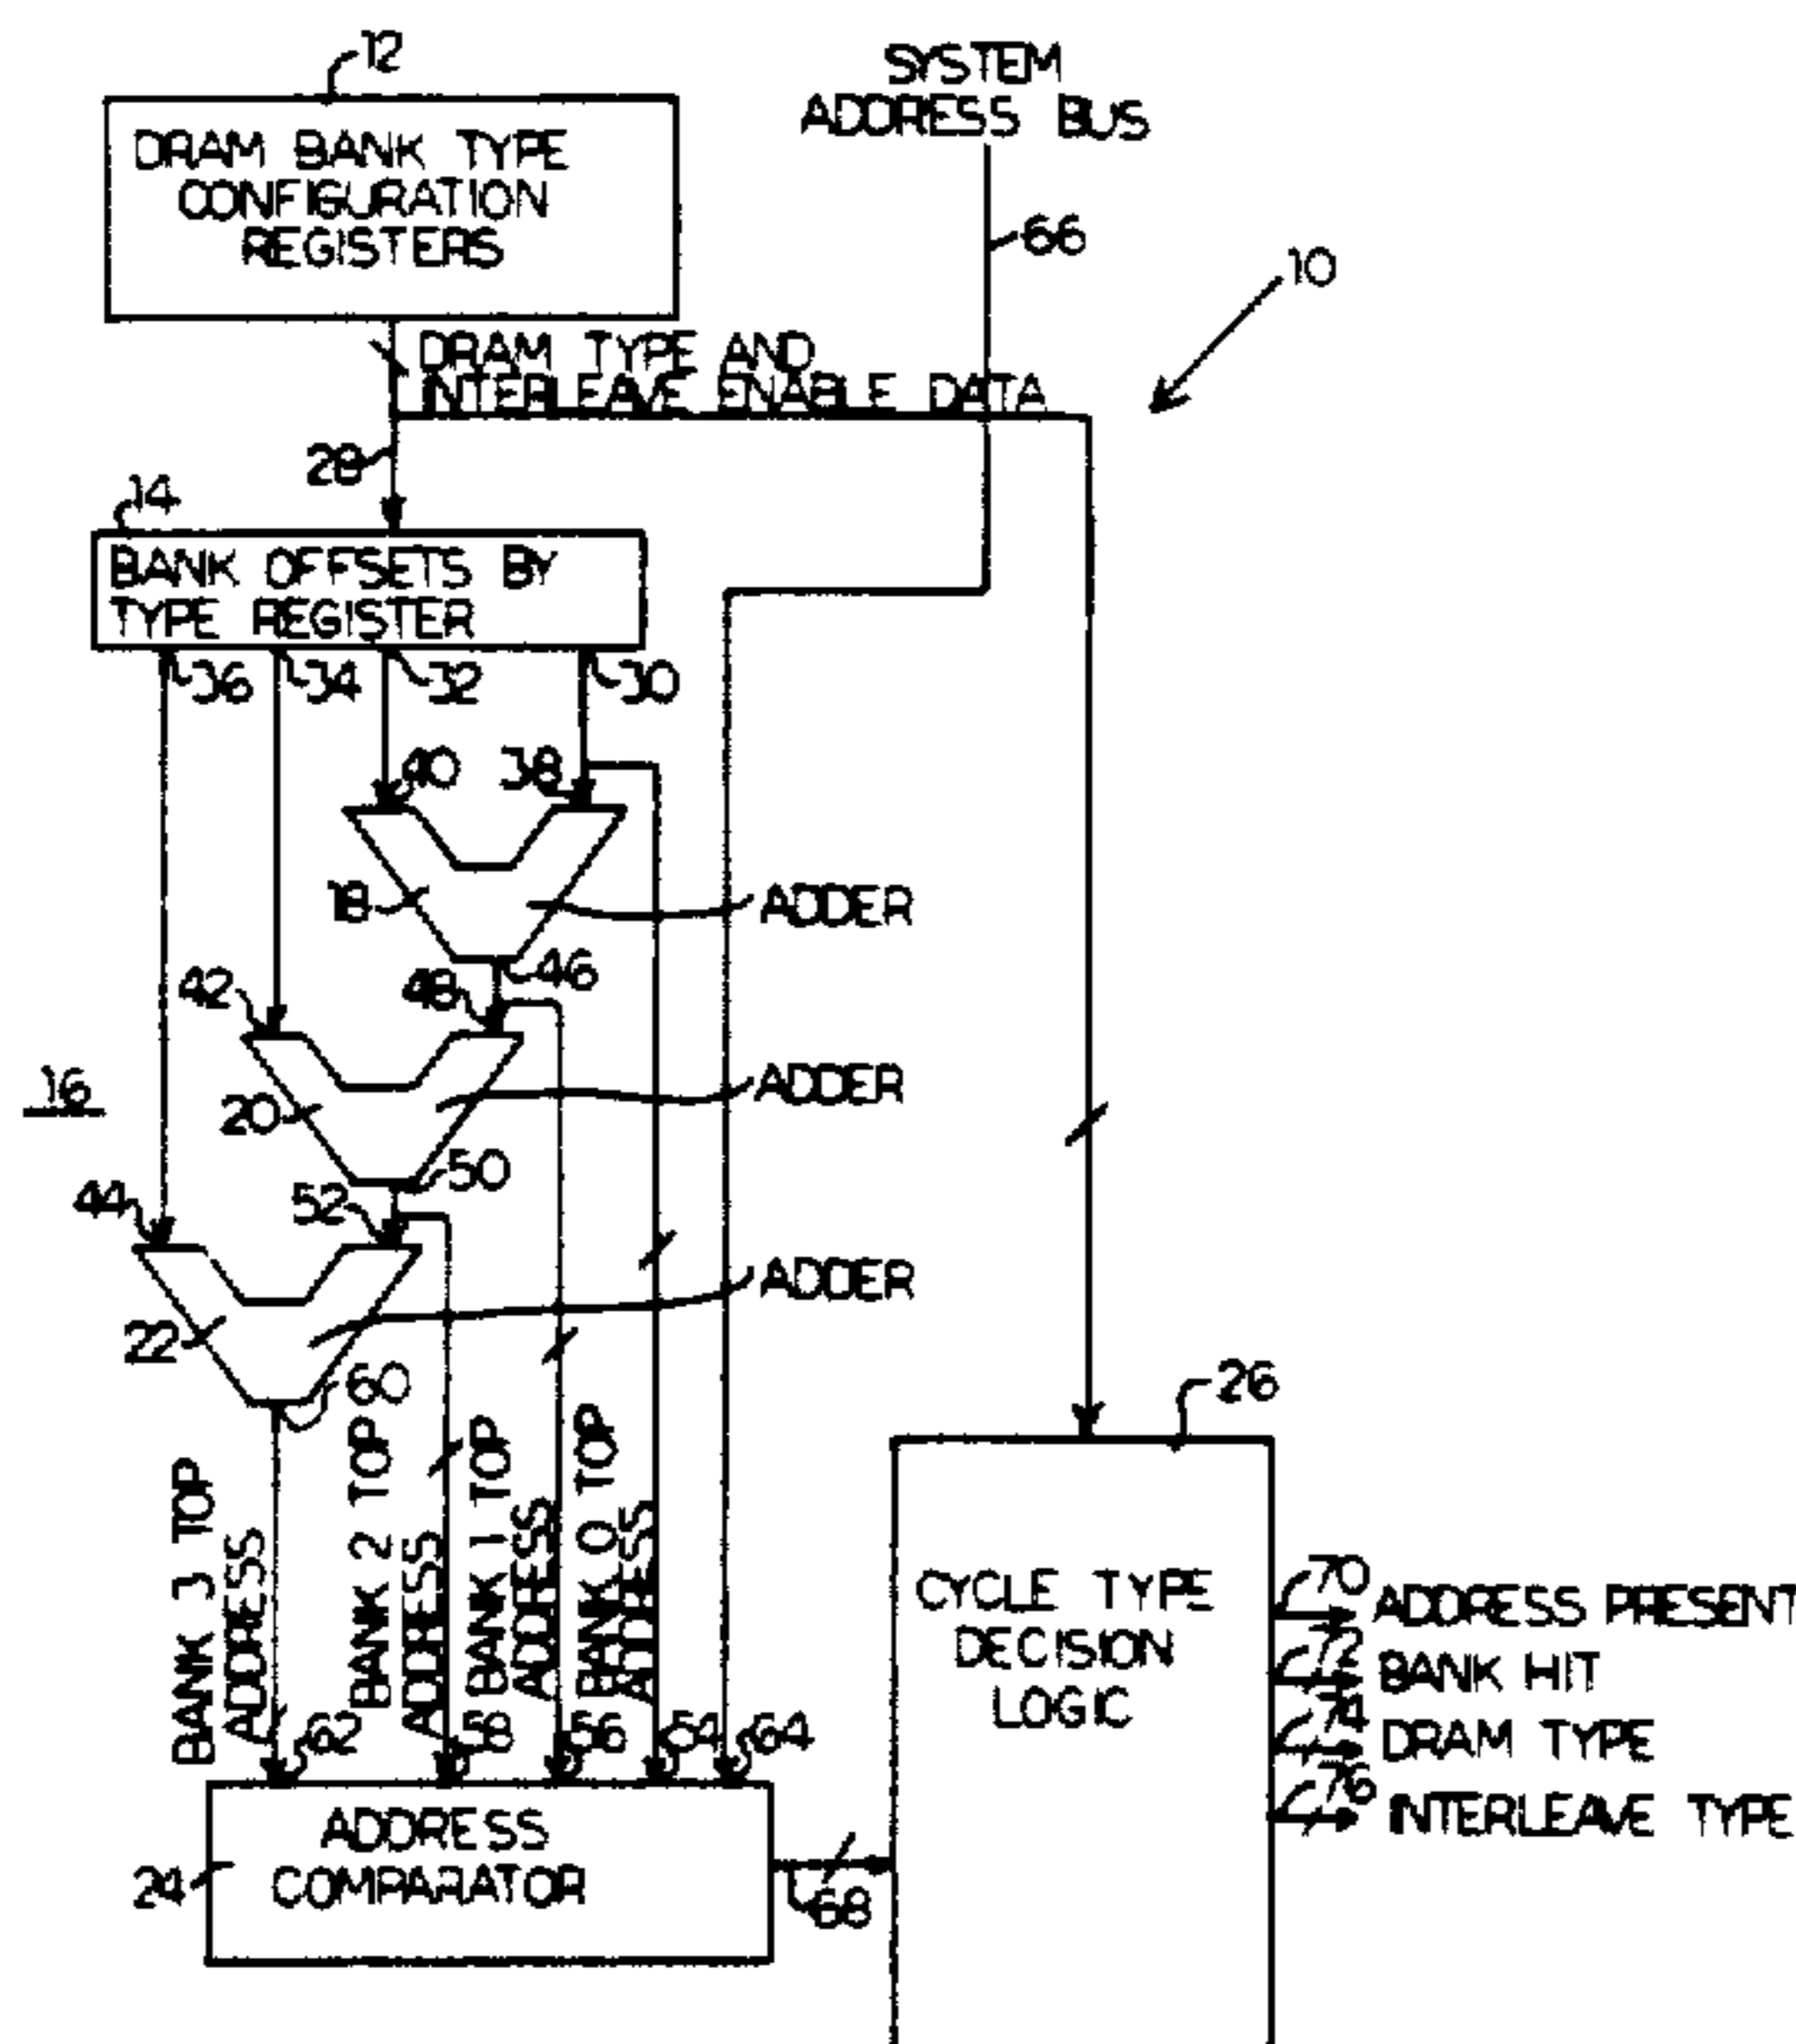 12
DRAM BANK TYPE
CONFIGURATION
REGISTERS
SYSTEM
ADDRESS BUS
66
10
DRAM TYPE AND
INTERLEAVE ENABLE DATA
28
14
BANK OFFSETS BY
TYPE REGISTER
36
34
32
30
40
38
18
ADDER
46
42
48
16
20
ADDER
50
44
52
22
ADDER
60
26
BANK 3 TOP
ADDRESS
BANK 2 TOP
ADDRESS
BANK 1 TOP
ADDRESS
BANK 0 TOP
ADDRESS
62
58
56
54
64
ADDRESS
COMPARATOR
24
68
CYCLE TYPE
DECISION
LOGIC
70
ADDRESS PRESENT
72
BANK HIT
74
DRAM TYPE
76
INTERLEAVE TYPE